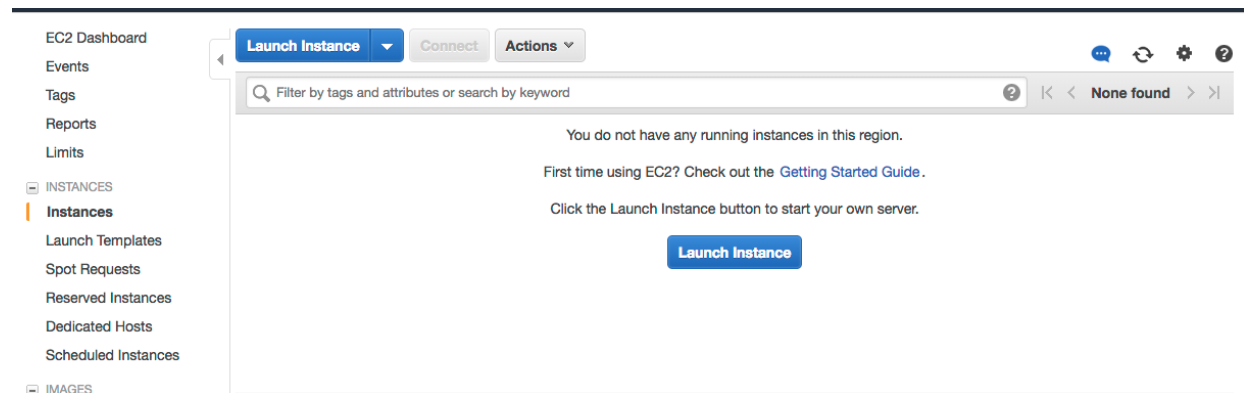 EC2 Dashboard
Events
Tags
Reports
Limits
INSTANCES
Instances
Launch Templates
Spot Requests
Reserved Instances
Dedicated Hosts
Scheduled Instances
IMAGES
Launch Instance Connect Actions
Filter by tags and attributes or search by keyword None found
You do not have any running instances in this region.
First time using EC2? Check out the Getting Started Guide.
Click the Launch Instance button to start your own server.
Launch Instance